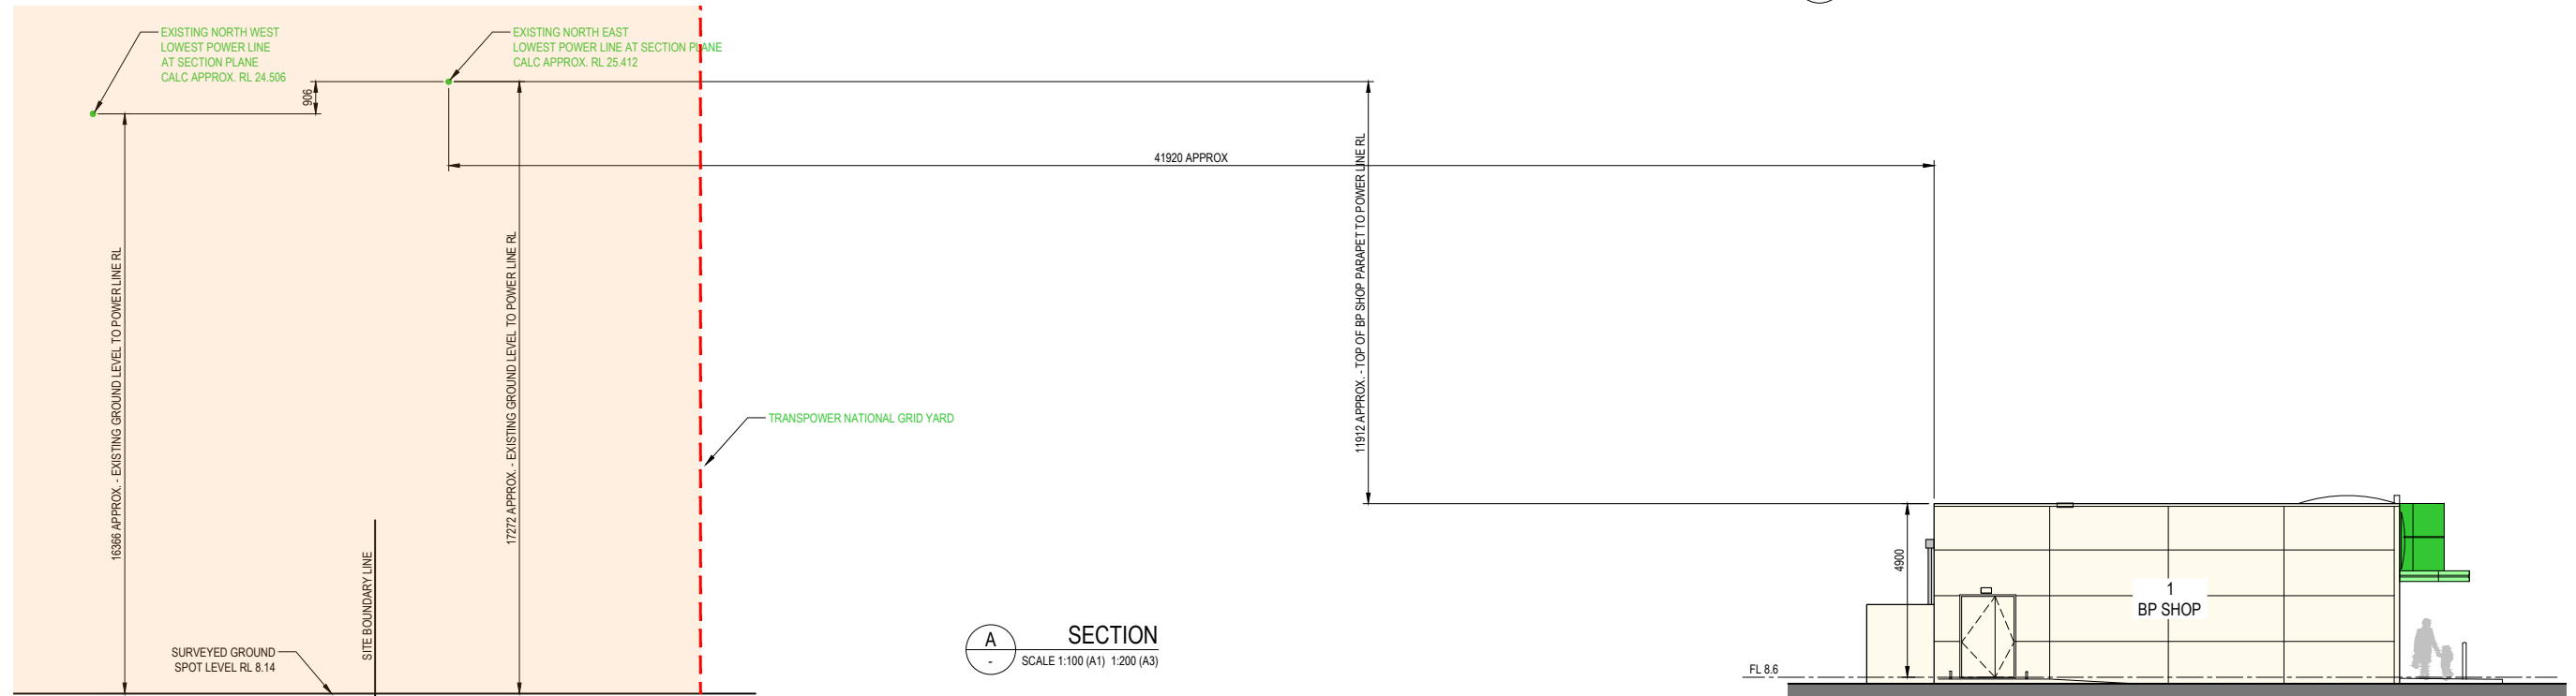 EXISTING NORTH WEST
LOWEST POWER LINE
AT SECTION PLANE
CALC APPROX. RL 24.506
EXISTING NORTH EAST
LOWEST POWER LINE AT SECTION PLANE
CALC APPROX. RL 25.412
906
41920 APPROX
16366 APPROX. - EXISTING GROUND LEVEL TO POWER LINE RL
17272 APPROX. - EXISTING GROUND LEVEL TO POWER LINE RL
11912 APPROX. - TOP OF BP SHOP PARAPET TO POWER LINE RL
TRANSPOWER NATIONAL GRID YARD
SITE BOUNDARY LINE
SURVEYED GROUND
SPOT LEVEL RL 8.14
A
-
SECTION
SCALE 1:100 (A1) 1:200 (A3)
4900
1
BP SHOP
FL 8.6